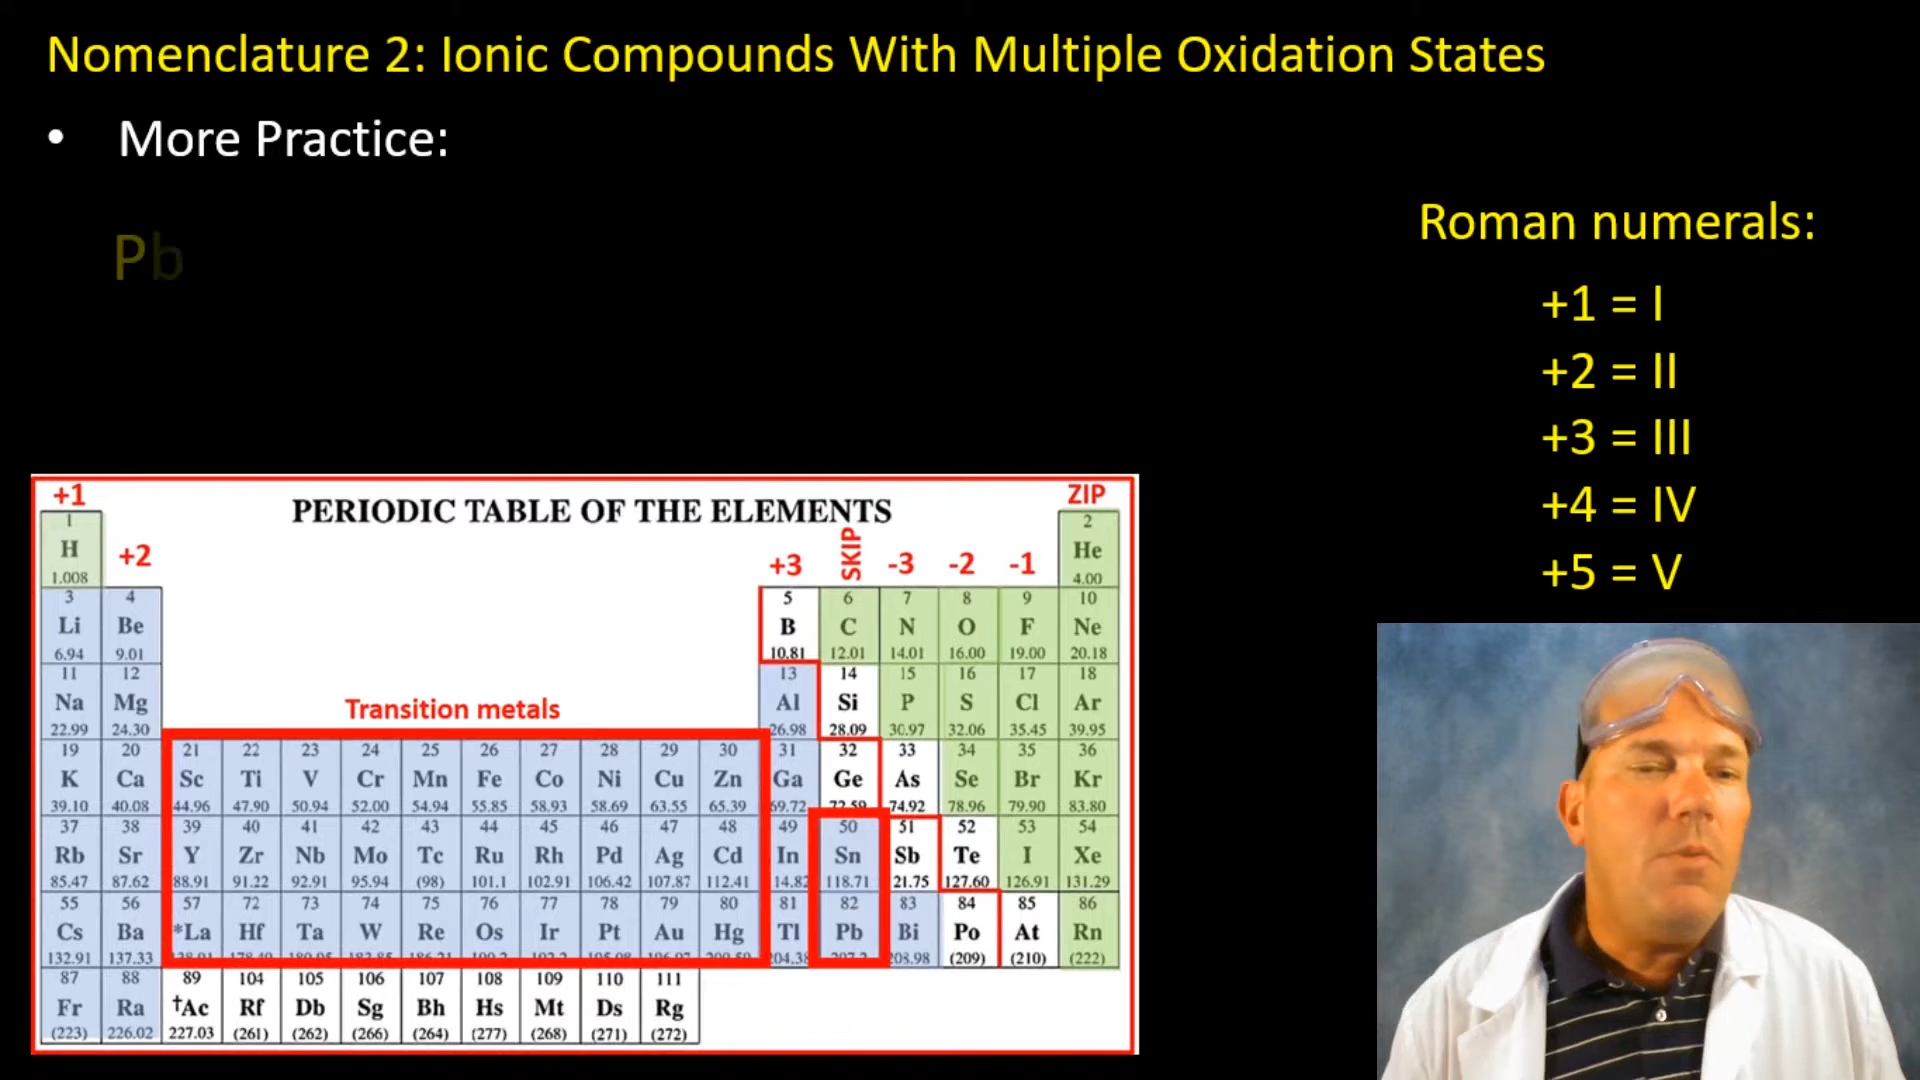 Nomenclature 2: Ionic Compounds With Multiple Oxidation States
• More Practice:
Pb
Roman numerals:
+1 = I
+2 = II
+3 = III
+4 = IV
+5 = V
PERIODIC TABLE OF THE ELEMENTS
+1 ZIP
+2 +3 SKIP -3 -2 -1
Transition metals
1 2
H He
1.008 4.00
3 4 5 6 7 8 9 10
Li Be B C N O F Ne
6.94 9.01 10.81 12.01 14.01 16.00 19.00 20.18
11 12 13 14 15 16 17 18
Na Mg Al Si P S Cl Ar
22.99 24.30 26.98 28.09 30.97 32.06 35.45 39.95
19 20 21 22 23 24 25 26 27 28 29 30 31 32 33 34 35 36
K Ca Sc Ti V Cr Mn Fe Co Ni Cu Zn Ga Ge As Se Br Kr
39.10 40.08 44.96 47.90 50.94 52.00 54.94 55.85 58.93 58.69 63.55 65.39 69.72 72.59 74.92 78.96 79.90 83.80
37 38 39 40 41 42 43 44 45 46 47 48 49 50 51 52 53 54
Rb Sr Y Zr Nb Mo Tc Ru Rh Pd Ag Cd In Sn Sb Te I Xe
85.47 87.62 88.91 91.22 92.91 95.94 (98) 101.1 102.91 106.42 107.87 112.41 14.82 118.71 21.75 127.60 126.91 131.29
55 56 57 72 73 74 75 76 77 78 79 80 81 82 83 84 85 86
Cs Ba *La Hf Ta W Re Os Ir Pt Au Hg Tl Pb Bi Po At Rn
132.91 137.33 204.38 208.98 (209) (210) (222)
87 88 89 104 105 106 107 108 109 110 111
Fr Ra †Ac Rf Db Sg Bh Hs Mt Ds Rg
(223) 226.02 227.03 (261) (262) (266) (264) (277) (268) (271) (272)